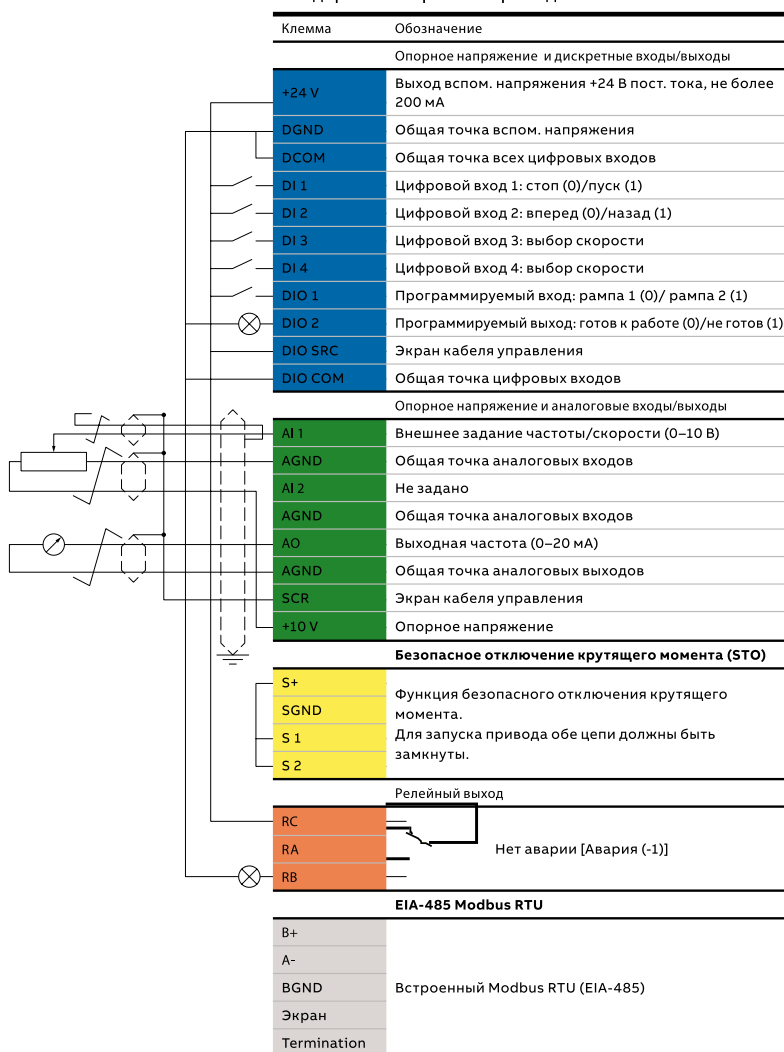 Клемма Обозначение
Опорное напряжение и дискретные входы/выходы
+24 V Выход вспом. напряжения +24 В пост. тока, не более
200 мА
DGND Общая точка вспом. напряжения
DCOM Общая точка всех цифровых входов
DI 1 Цифровой вход 1: стоп (0)/пуск (1)
DI 2 Цифровой вход 2: вперед (0)/назад (1)
DI 3 Цифровой вход 3: выбор скорости
DI 4 Цифровой вход 4: выбор скорости
DIO 1 Программируемый вход: рампа 1 (0)/ рампа 2 (1)
DIO 2 Программируемый выход: готов к работе (0)/не готов (1)
DIO SRC Экран кабеля управления
DIO COM Общая точка цифровых входов
Опорное напряжение и аналоговые входы/выходы
AI 1 Внешнее задание частоты/скорости (0–10 В)
AGND Общая точка аналоговых входов
AI 2 Не задано
AGND Общая точка аналоговых входов
AO Выходная частота (0–20 мА)
AGND Общая точка аналоговых выходов
SCR Экран кабеля управления
+10 V Опорное напряжение
Безопасное отключение крутящего момента (STO)
S+
SGND
S 1
S 2
Функция безопасного отключения крутящего
момента.
Для запуска привода обе цепи должны быть
замкнуты.
Релейный выход
RC
RA Нет аварии [Авария (-1)]
RB
EIA-485 Modbus RTU
B+
A-
BGND Встроенный Modbus RTU (EIA-485)
Экран
Termination